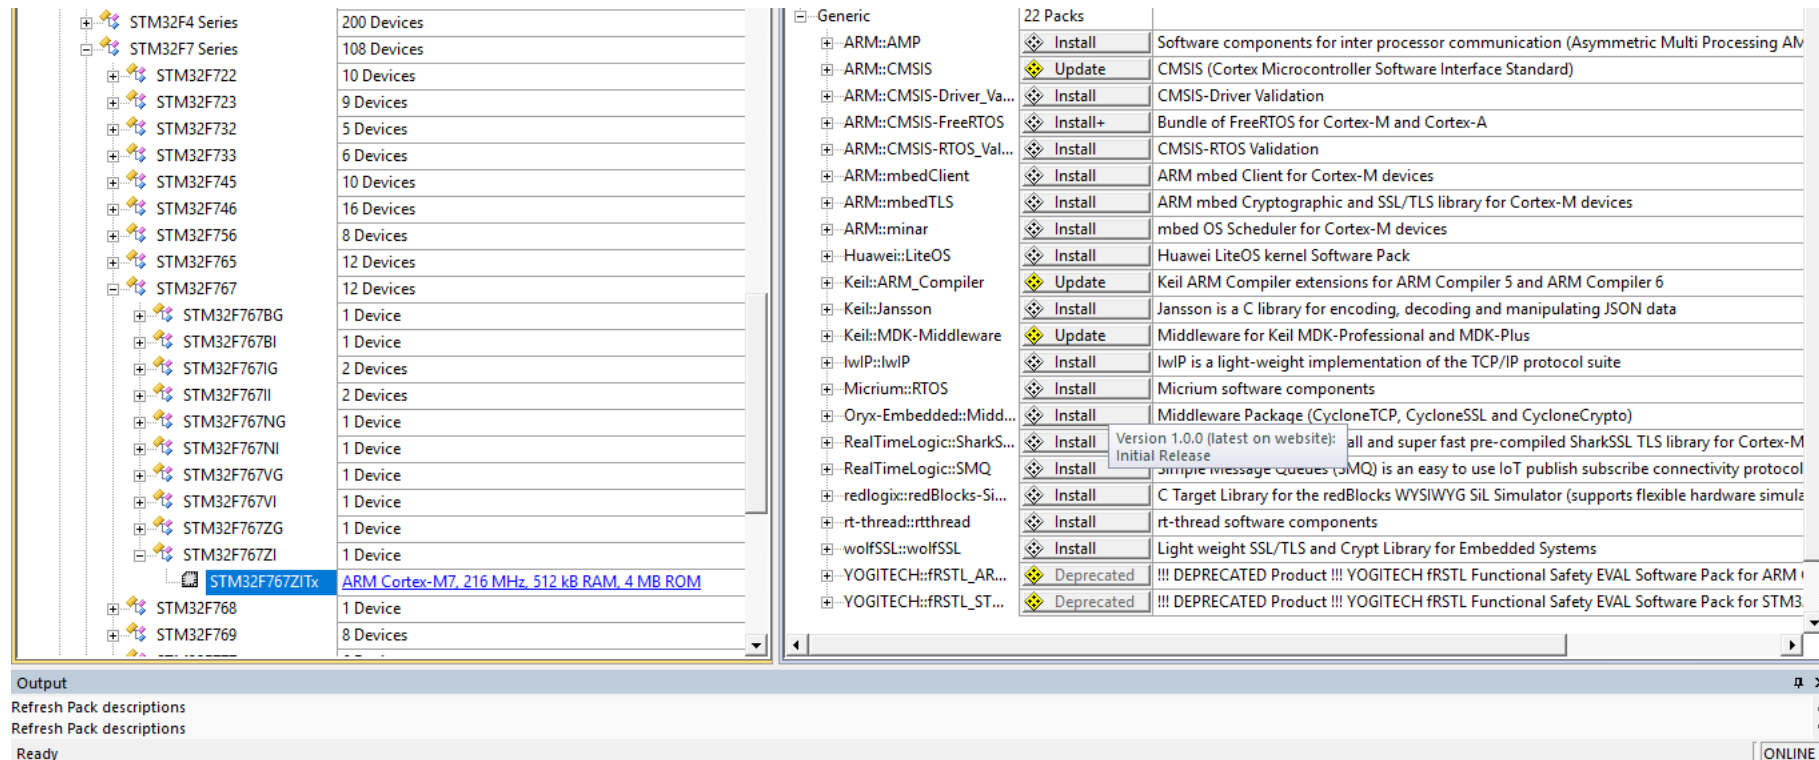 STM32F4 Series 200 Devices
STM32F7 Series 108 Devices
STM32F722 10 Devices
STM32F723 9 Devices
STM32F732 5 Devices
STM32F733 6 Devices
STM32F745 10 Devices
STM32F746 16 Devices
STM32F756 8 Devices
STM32F765 12 Devices
STM32F767 12 Devices
STM32F767BG 1 Device
STM32F767BI 1 Device
STM32F767IG 2 Devices
STM32F767II 2 Devices
STM32F767NG 1 Device
STM32F767NI 1 Device
STM32F767VG 1 Device
STM32F767VI 1 Device
STM32F767ZG 1 Device
STM32F767ZI 1 Device
STM32F767ZITx ARM Cortex-M7, 216 MHz, 512 kB RAM, 4 MB ROM
STM32F768 1 Device
STM32F769 8 Devices
Generic 22 Packs
ARM::AMP Install Software components for inter processor communication (Asymmetric Multi Processing AM
ARM::CMSIS Update CMSIS (Cortex Microcontroller Software Interface Standard)
ARM::CMSIS-Driver_Va... Install CMSIS-Driver Validation
ARM::CMSIS-FreeRTOS Install+ Bundle of FreeRTOS for Cortex-M and Cortex-A
ARM::CMSIS-RTOS_Val... Install CMSIS-RTOS Validation
ARM::mbedClient Install ARM mbed Client for Cortex-M devices
ARM::mbedTLS Install ARM mbed Cryptographic and SSL/TLS library for Cortex-M devices
ARM::minar Install mbed OS Scheduler for Cortex-M devices
Huawei::LiteOS Install Huawei LiteOS kernel Software Pack
Keil::ARM_Compiler Update Keil ARM Compiler extensions for ARM Compiler 5 and ARM Compiler 6
Keil::Jansson Install Jansson is a C library for encoding, decoding and manipulating JSON data
Keil::MDK-Middleware Update Middleware for Keil MDK-Professional and MDK-Plus
lwIP::lwIP Install lwIP is a light-weight implementation of the TCP/IP protocol suite
Micrium::RTOS Install Micrium software components
Oryx-Embedded::Midd... Install Middleware Package (CycloneTCP, CycloneSSL and CycloneCrypto)
RealTimeLogic::SharkS... Install all and super fast pre-compiled SharkSSL TLS library for Cortex-M
Version 1.0.0 (latest on website):
Initial Release
RealTimeLogic::SMQ Install Simple Message Queues (SMQ) is an easy to use IoT publish subscribe connectivity protocol
redlogix::redBlocks-Si... Install C Target Library for the redBlocks WYSIWYG SiL Simulator (supports flexible hardware simula
rt-thread::rtthread Install rt-thread software components
wolfSSL::wolfSSL Install Light weight SSL/TLS and Crypt Library for Embedded Systems
YOGITECH::fRSTL_AR... Deprecated !!! DEPRECATED Product !!! YOGITECH fRSTL Functional Safety EVAL Software Pack for ARM
YOGITECH::fRSTL_ST... Deprecated !!! DEPRECATED Product !!! YOGITECH fRSTL Functional Safety EVAL Software Pack for STM3
Output
Refresh Pack descriptions
Refresh Pack descriptions
Ready ONLINE